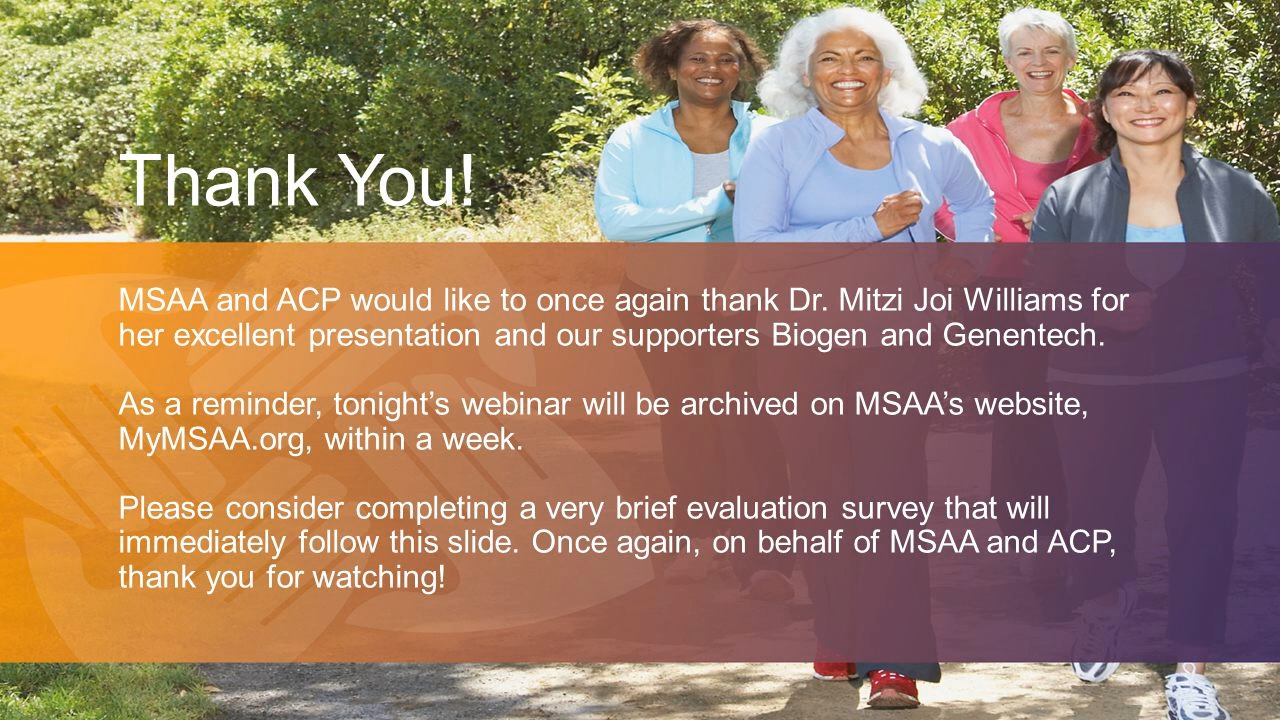 Thank You!
MSAA and ACP would like to once again thank Dr. Mitzi Joi Williams for
her excellent presentation and our supporters Biogen and Genentech.
As a reminder, tonight’s webinar will be archived on MSAA’s website,
MyMSAA.org, within a week.
Please consider completing a very brief evaluation survey that will
immediately follow this slide. Once again, on behalf of MSAA and ACP,
thank you for watching!